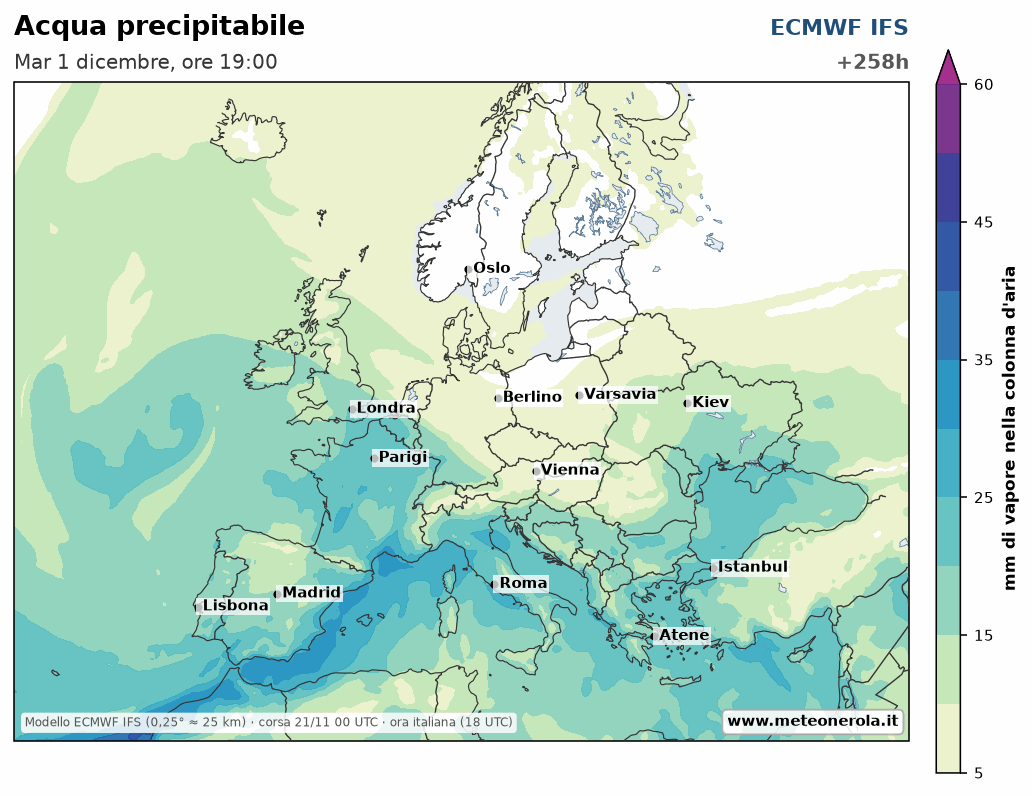 Acqua precipitabile
ECMWF IFS
Mar 1 dicembre, ore 19:00
+258h
60
45
35
25
15
5
mm di vapore nella colonna d'aria
Oslo
Berlino
Varsavia
Kiev
Londra
Parigi
Vienna
Istanbul
Roma
Madrid
Lisbona
Atene
Modello ECMWF IFS (0,25° ≈ 25 km) · corsa 21/11 00 UTC · ora italiana (18 UTC)
www.meteonerola.it